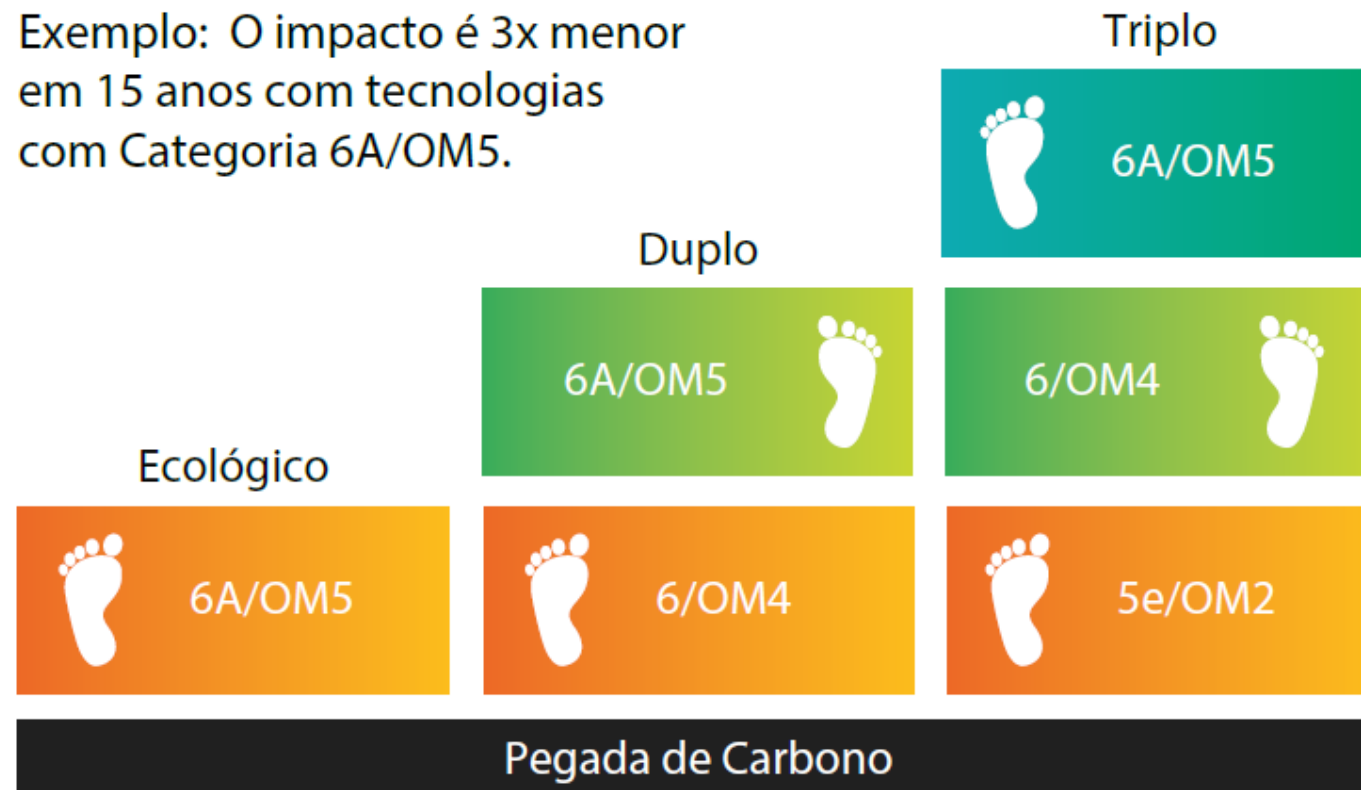 Exemplo: O impacto é 3x menor
em 15 anos com tecnologias
com Categoria 6A/OM5.
Triplo
6A/OM5
Duplo
6A/OM5
6/OM4
Ecológico
6A/OM5
6/OM4
5e/OM2
Pegada de Carbono